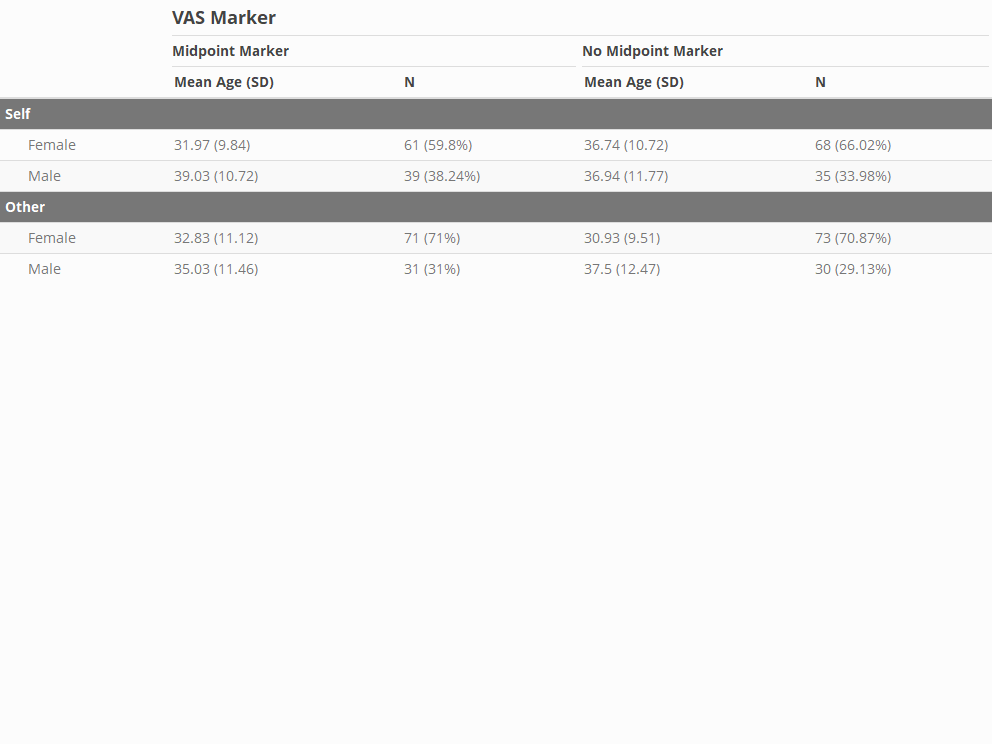 VAS Marker
Midpoint Marker No Midpoint Marker
Mean Age (SD) N Mean Age (SD) N
Self
Female 31.97 (9.84) 61 (59.8%) 36.74 (10.72) 68 (66.02%)
Male 39.03 (10.72) 39 (38.24%) 36.94 (11.77) 35 (33.98%)
Other
Female 32.83 (11.12) 71 (71%) 30.93 (9.51) 73 (70.87%)
Male 35.03 (11.46) 31 (31%) 37.5 (12.47) 30 (29.13%)